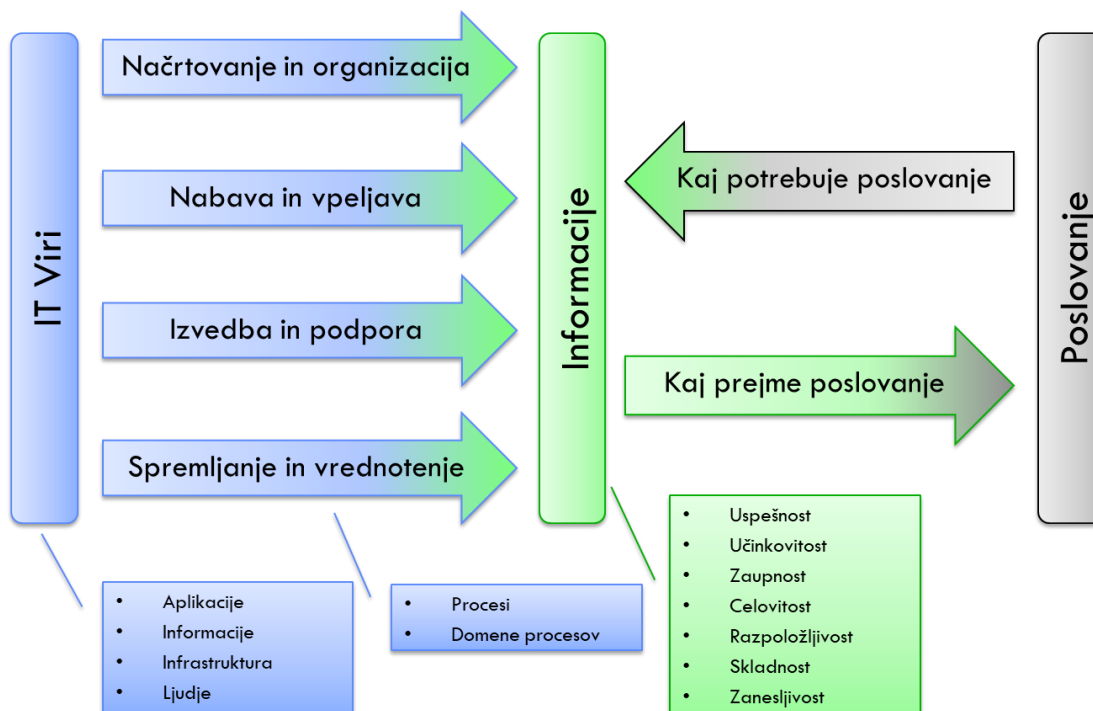 IT Viri
Načrtovanje in organizacija
Nabava in vpeljava
Izvedba in podpora
Spremljanje in vrednotenje
Informacije
Kaj potrebuje poslovanje
Kaj prejme poslovanje
Poslovanje
• Aplikacije
• Informacije
• Infrastruktura
• Ljudje
• Procesi
• Domene procesov
• Uspešnost
• Učinkovitost
• Zaupnost
• Celovitost
• Razpoložljivost
• Skladnost
• Zanesljivost